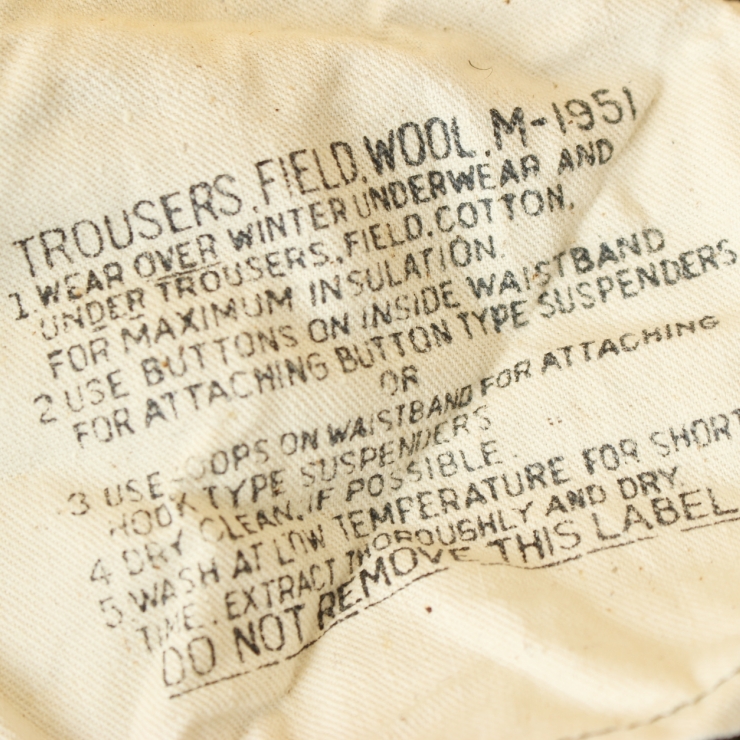 TROUSERS, FIELD, WOOL, M-1951
1. WEAR OVER WINTER UNDERWEAR AND
UNDER TROUSERS, FIELD, COTTON,
FOR MAXIMUM INSULATION.
2 USE BUTTONS ON INSIDE WAISTBAND
FOR ATTACHING BUTTON TYPE SUSPENDERS
OR
3 USE LOOPS ON WAISTBAND FOR ATTACHING
HOOK TYPE SUSPENDERS
4 DRY CLEAN, IF POSSIBLE.
5. WASH AT LOW TEMPERATURE FOR SHORT
TIME. EXTRACT THOROUGHLY AND DRY.
DO NOT REMOVE THIS LABEL